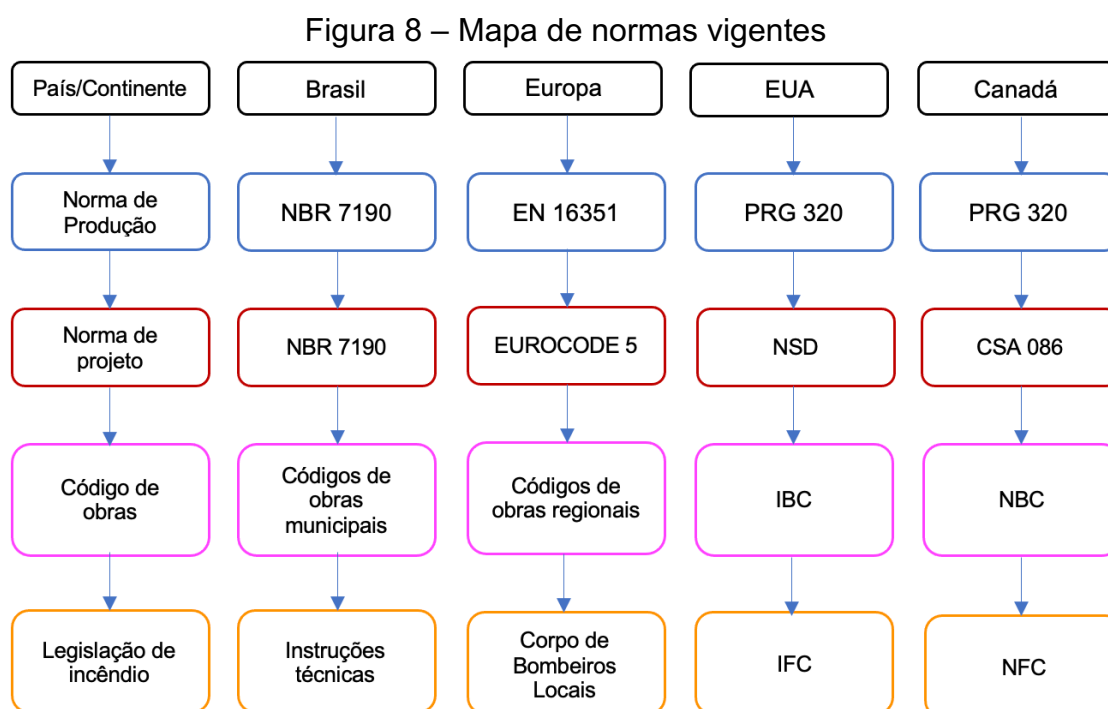 Figura 8 – Mapa de normas vigentes
País/Continente
Brasil
Europa
EUA
Canadá
Norma de
Produção
NBR 7190
EN 16351
PRG 320
PRG 320
Norma de
projeto
NBR 7190
EUROCODE 5
NSD
CSA 086
Código de
obras
Códigos de
obras
municipais
Códigos de
obras regionais
IBC
NBC
Legislação de
incêndio
Instruções
técnicas
Corpo de
Bombeiros
Locais
IFC
NFC